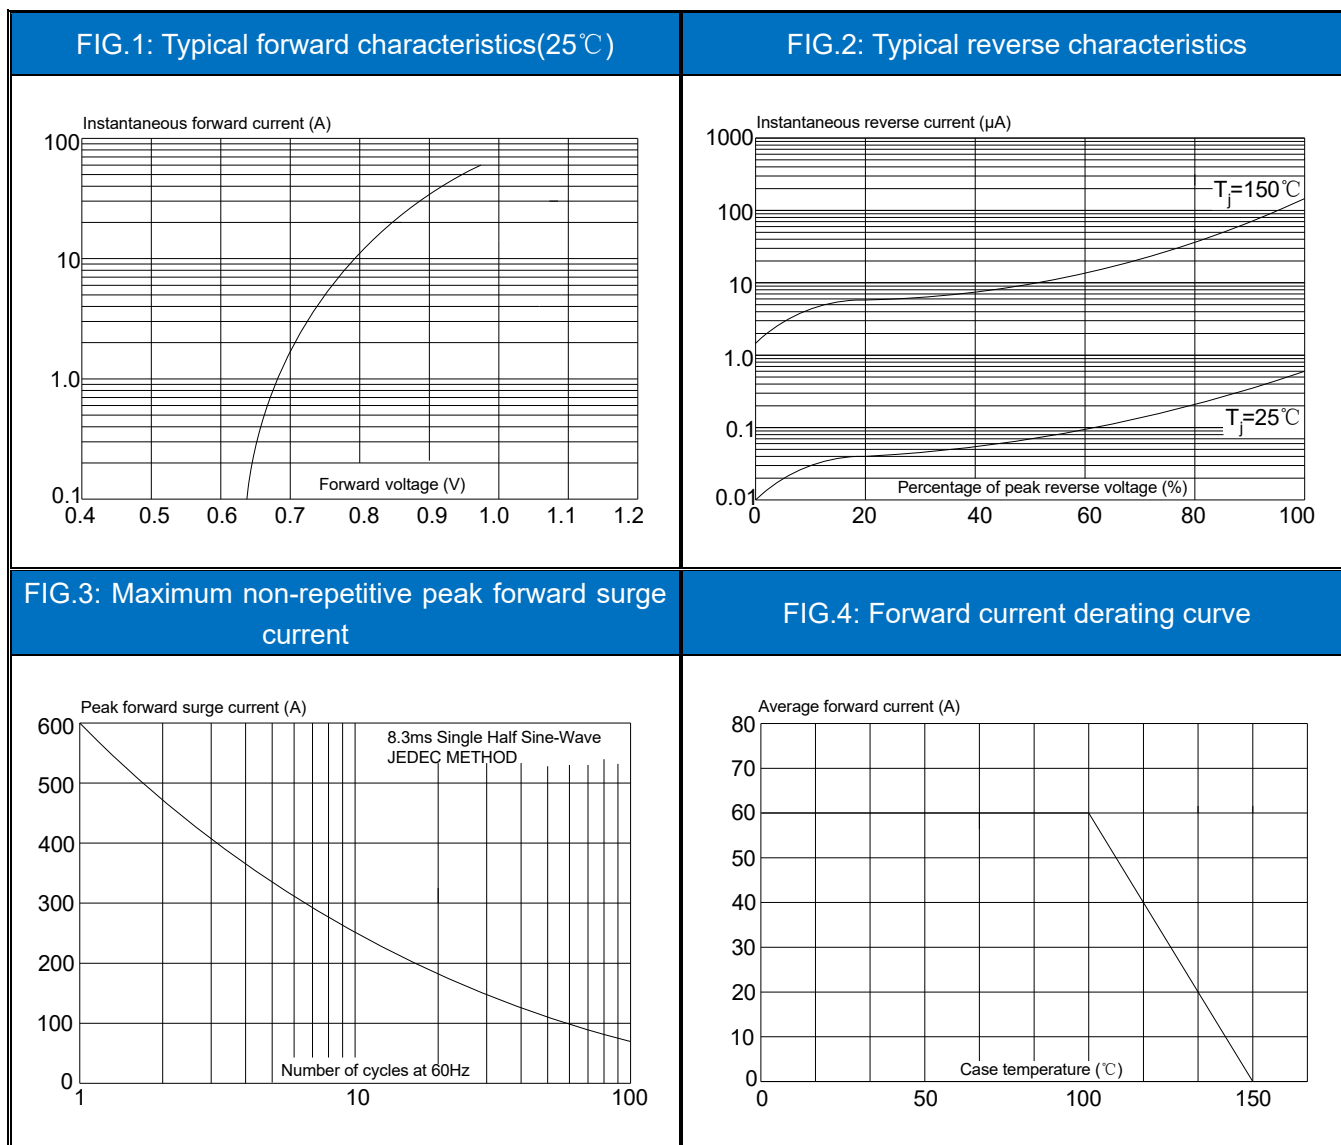 FIG.1: Typical forward characteristics(25℃)
Instantaneous forward current (A)
100
10
1.0
0.1
Forward voltage (V)
0.4 0.5 0.6 0.7 0.8 0.9 1.0 1.1 1.2
FIG.2: Typical reverse characteristics
Instantaneous reverse current (μA)
1000
Tj=150℃
100
10
1.0
Tj=25℃
0.1
0.01
Percentage of peak reverse voltage (%)
0 20 40 60 80 100
FIG.3: Maximum non-repetitive peak forward surge
current
Peak forward surge current (A)
600
8.3ms Single Half Sine-Wave
JEDEC METHOD
500
400
300
200
100
0
Number of cycles at 60Hz
1 10 100
FIG.4: Forward current derating curve
Average forward current (A)
80
70
60
50
40
30
20
10
0
Case temperature (℃)
0 50 100 150